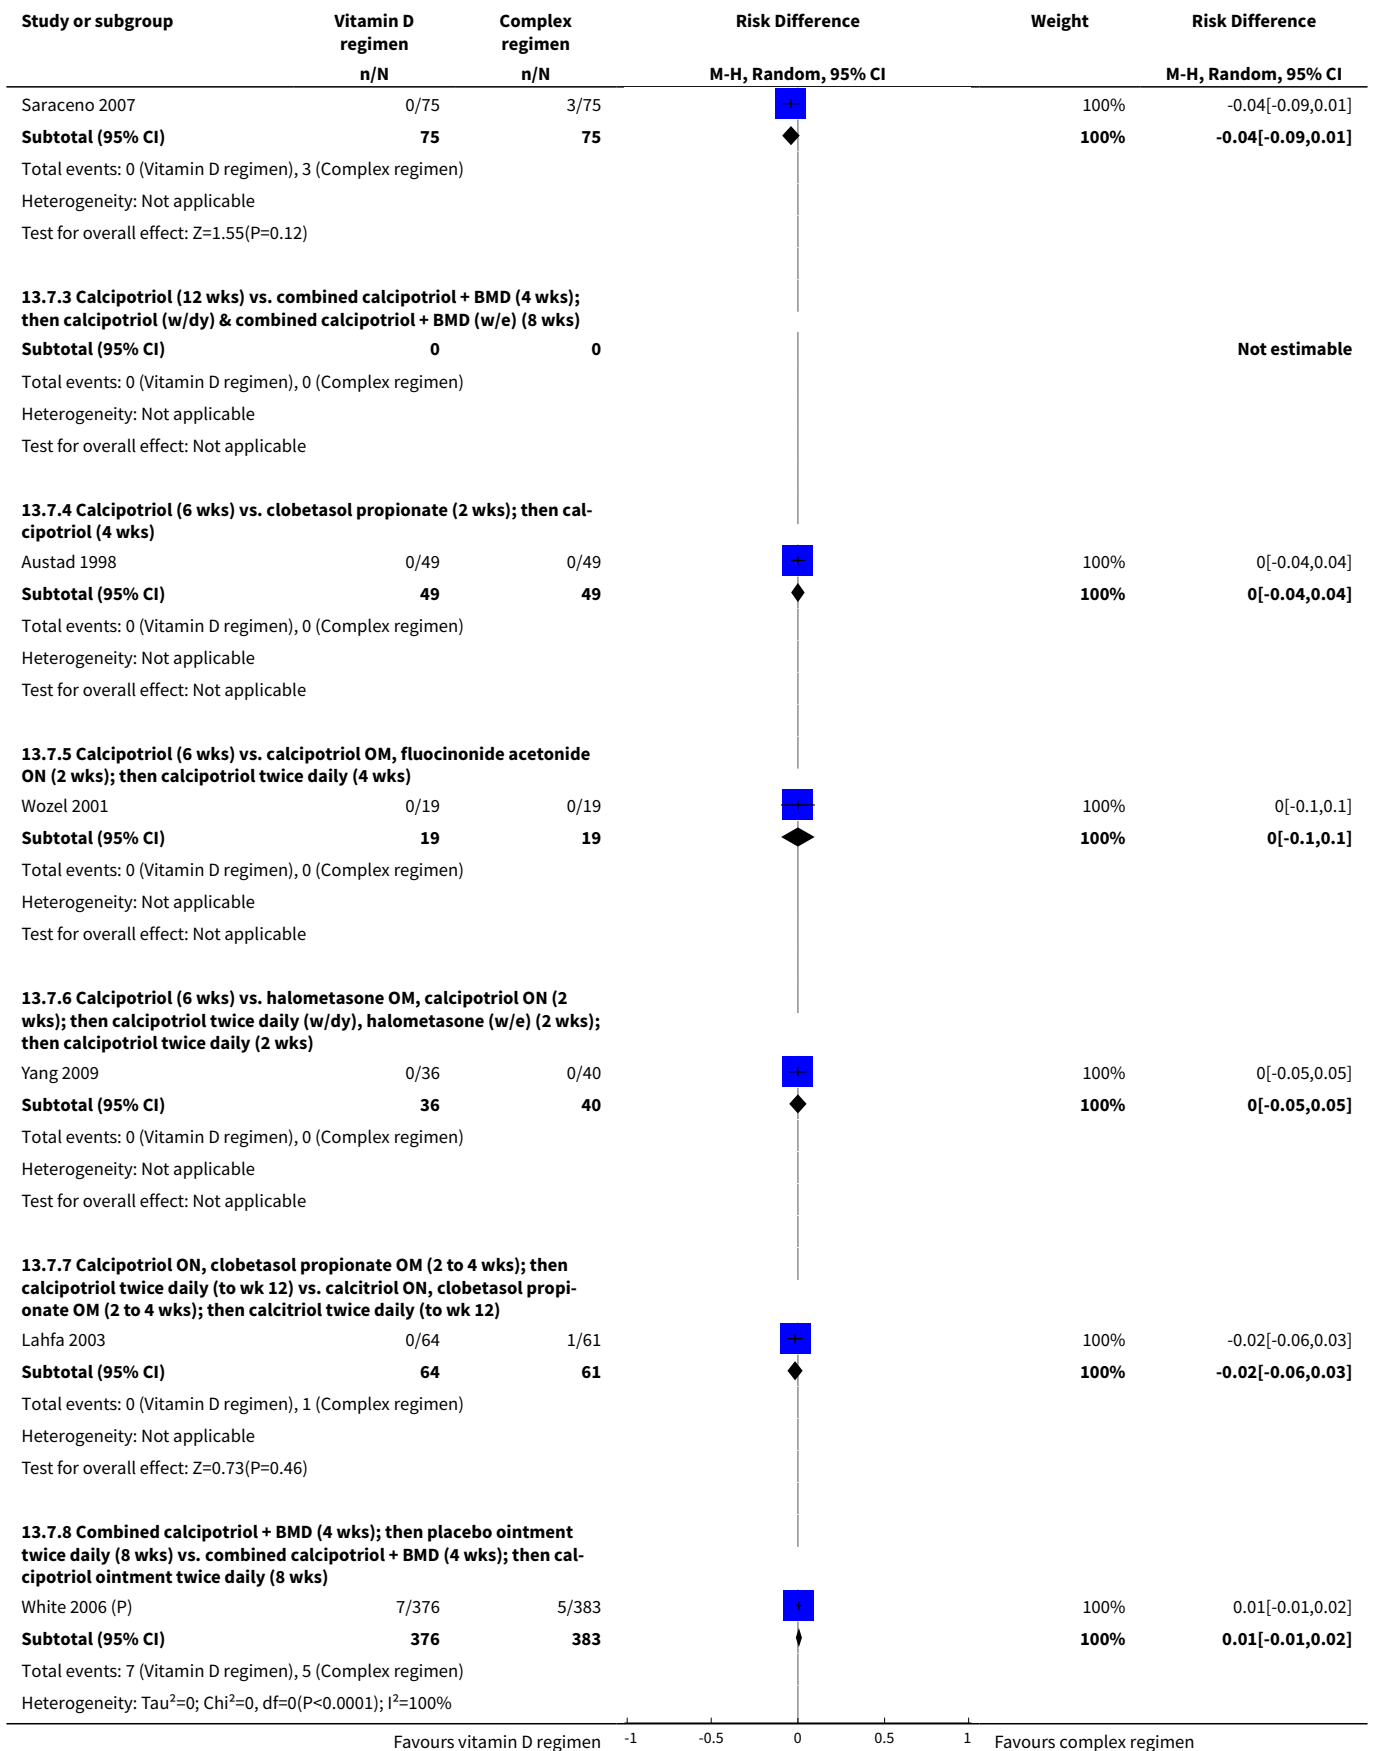 Study or subgroup Vitamin D regimen Complex regimen Risk Difference Weight Risk Difference
n/N n/N M-H, Random, 95% CI M-H, Random, 95% CI
Saraceno 2007 0/75 3/75 100% -0.04[-0.09,0.01]
Subtotal (95% CI) 75 75 100% -0.04[-0.09,0.01]
Total events: 0 (Vitamin D regimen), 3 (Complex regimen)
Heterogeneity: Not applicable
Test for overall effect: Z=1.55(P=0.12)
13.7.3 Calcipotriol (12 wks) vs. combined calcipotriol + BMD (4 wks);
then calcipotriol (w/dy) & combined calcipotriol + BMD (w/e) (8 wks)
Subtotal (95% CI) 0 0 Not estimable
Total events: 0 (Vitamin D regimen), 0 (Complex regimen)
Heterogeneity: Not applicable
Test for overall effect: Not applicable
13.7.4 Calcipotriol (6 wks) vs. clobetasol propionate (2 wks); then cal-
cipotriol (4 wks)
Austad 1998 0/49 0/49 100% 0[-0.04,0.04]
Subtotal (95% CI) 49 49 100% 0[-0.04,0.04]
Total events: 0 (Vitamin D regimen), 0 (Complex regimen)
Heterogeneity: Not applicable
Test for overall effect: Not applicable
13.7.5 Calcipotriol (6 wks) vs. calcipotriol OM, fluocinonide acetonide
ON (2 wks); then calcipotriol twice daily (4 wks)
Wozel 2001 0/19 0/19 100% 0[-0.1,0.1]
Subtotal (95% CI) 19 19 100% 0[-0.1,0.1]
Total events: 0 (Vitamin D regimen), 0 (Complex regimen)
Heterogeneity: Not applicable
Test for overall effect: Not applicable
13.7.6 Calcipotriol (6 wks) vs. halometasone OM, calcipotriol ON (2
wks); then calcipotriol twice daily (w/dy), halometasone (w/e) (2 wks);
then calcipotriol twice daily (2 wks)
Yang 2009 0/36 0/40 100% 0[-0.05,0.05]
Subtotal (95% CI) 36 40 100% 0[-0.05,0.05]
Total events: 0 (Vitamin D regimen), 0 (Complex regimen)
Heterogeneity: Not applicable
Test for overall effect: Not applicable
13.7.7 Calcipotriol ON, clobetasol propionate OM (2 to 4 wks); then
calcipotriol twice daily (to wk 12) vs. calcitriol ON, clobetasol propi-
onate OM (2 to 4 wks); then calcitriol twice daily (to wk 12)
Lahfa 2003 0/64 1/61 100% -0.02[-0.06,0.03]
Subtotal (95% CI) 64 61 100% -0.02[-0.06,0.03]
Total events: 0 (Vitamin D regimen), 1 (Complex regimen)
Heterogeneity: Not applicable
Test for overall effect: Z=0.73(P=0.46)
13.7.8 Combined calcipotriol + BMD (4 wks); then placebo ointment
twice daily (8 wks) vs. combined calcipotriol + BMD (4 wks); then cal-
cipotriol ointment twice daily (8 wks)
White 2006 (P) 7/376 5/383 100% 0.01[-0.01,0.02]
Subtotal (95% CI) 376 383 100% 0.01[-0.01,0.02]
Total events: 7 (Vitamin D regimen), 5 (Complex regimen)
Heterogeneity: Tau²=0; Chi²=0, df=0(P<0.0001); I²=100%
Favours vitamin D regimen -1 -0.5 0 0.5 1 Favours complex regimen